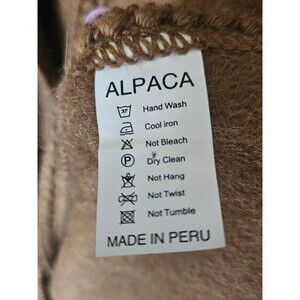 ALPACA
Hand Wash
Cool iron
Not Bleach
P Dry Clean
Not Hang
Not Twist
Not Tumble
MADE IN PERU